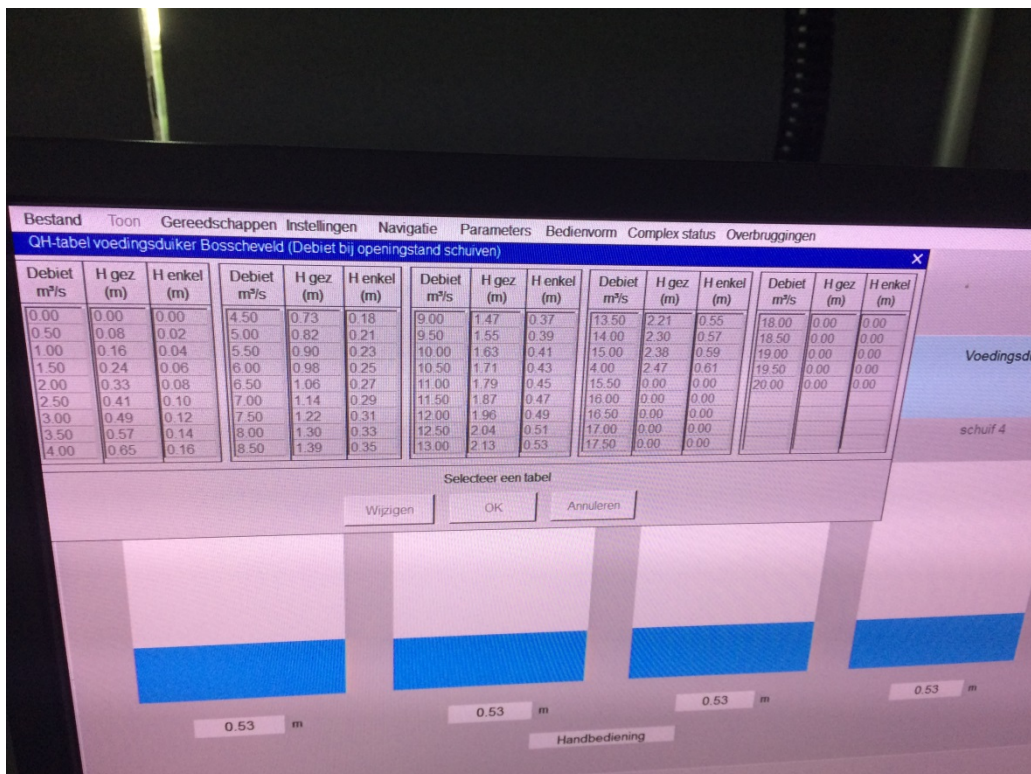 Bestand Toon Gereedschappen Instellingen Navigatie Parameters Bedienvorm Complex status Overbruggingen
QH-tabel voedingsduiker Bosscheveld (Debiet bij openingstand schuiven) ×
Debiet H gez H enkel Debiet H gez H enkel Debiet H gez H enkel Debiet H gez H enkel Debiet H gez H enkel
m³/s (m) (m) m³/s (m) (m) m³/s (m) (m) m³/s (m) (m) m³/s (m) (m)
0.00 0.00 0.00 4.50 0.73 0.18 9.00 1.47 0.37 13.50 2.21 0.55 18.00 0.00 0.00
0.50 0.08 0.02 5.00 0.82 0.21 9.50 1.55 0.39 14.00 2.30 0.57 18.50 0.00 0.00
1.00 0.16 0.04 5.50 0.90 0.23 10.00 1.63 0.41 15.00 2.38 0.59 19.00 0.00 0.00
1.50 0.24 0.06 6.00 0.98 0.25 10.50 1.71 0.43 4.00 2.47 0.61 19.50 0.00 0.00
2.00 0.33 0.08 6.50 1.06 0.27 11.00 1.79 0.45 15.50 0.00 0.00 20.00 0.00 0.00
2.50 0.41 0.10 7.00 1.14 0.29 11.50 1.87 0.47 16.00 0.00 0.00
3.00 0.49 0.12 7.50 1.22 0.31 12.00 1.96 0.49 16.50 0.00 0.00
3.50 0.57 0.14 8.00 1.30 0.33 12.50 2.04 0.51 17.00 0.00 0.00
4.00 0.65 0.16 8.50 1.39 0.35 13.00 2.13 0.53 17.50 0.00 0.00
Voedingsd
schuif 4
Selecteer een tabel
Wijzigen OK Annuleren
0.53 m 0.53 m 0.53 m 0.53 m
Handbediening